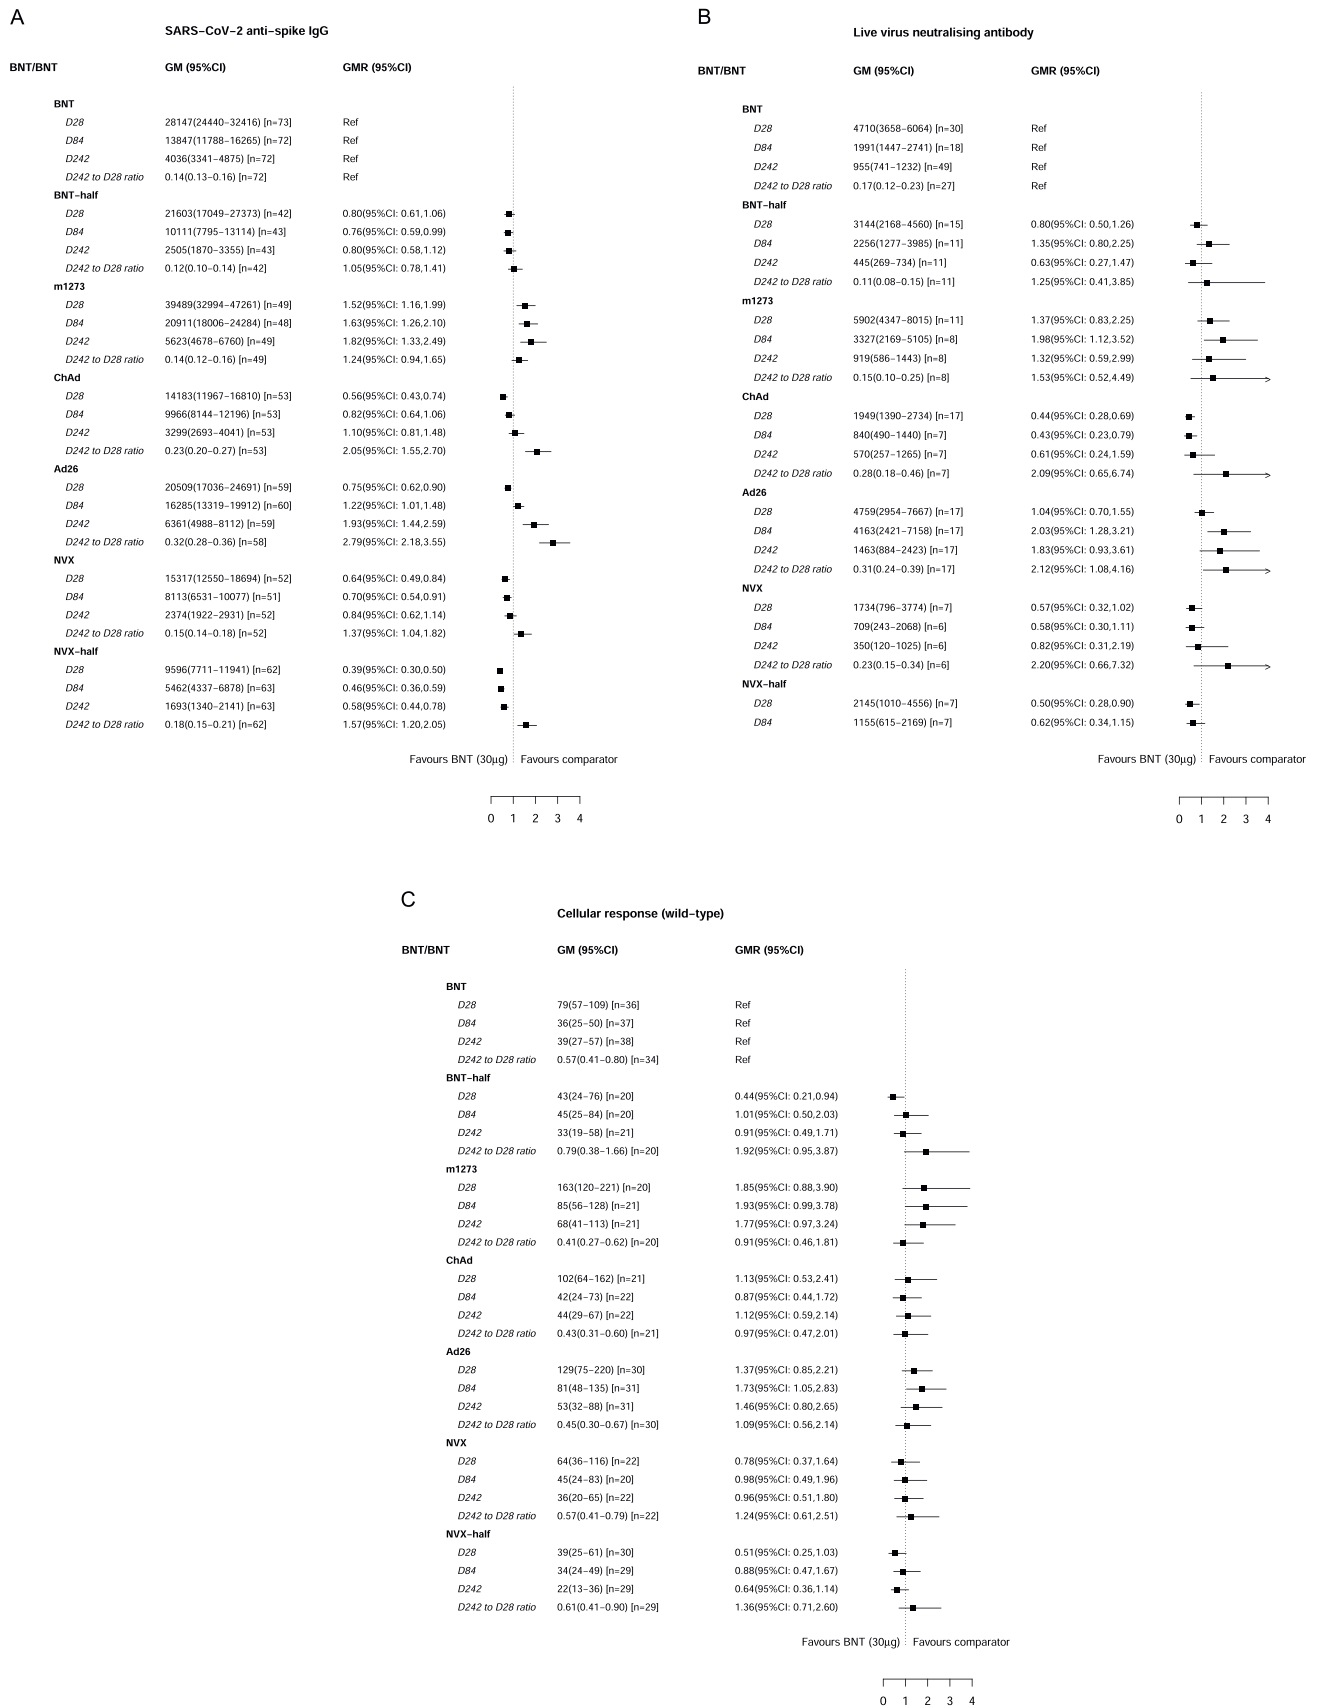 A
SARS−CoV−2 anti−spike IgG
BNT/BNT GM (95%CI) GMR (95%CI)
BNT
D28 28147(24440−32416) [n=73] Ref
D84 13847(11788−16265) [n=72] Ref
D242 4036(3341−4875) [n=72] Ref
D242 to D28 ratio 0.14(0.13−0.16) [n=72] Ref
BNT−half
D28 21603(17049−27373) [n=42] 0.80(95%CI: 0.61,1.06)
D84 10111(7795−13114) [n=43] 0.76(95%CI: 0.59,0.99)
D242 2505(1870−3355) [n=43] 0.80(95%CI: 0.58,1.12)
D242 to D28 ratio 0.12(0.10−0.14) [n=42] 1.05(95%CI: 0.78,1.41)
m1273
D28 39489(32994−47261) [n=49] 1.52(95%CI: 1.16,1.99)
D84 20911(18006−24284) [n=48] 1.63(95%CI: 1.26,2.10)
D242 5623(4678−6760) [n=49] 1.82(95%CI: 1.33,2.49)
D242 to D28 ratio 0.14(0.12−0.16) [n=49] 1.24(95%CI: 0.94,1.65)
ChAd
D28 14183(11967−16810) [n=53] 0.56(95%CI: 0.43,0.74)
D84 9966(8144−12196) [n=53] 0.82(95%CI: 0.64,1.06)
D242 3299(2693−4041) [n=53] 1.10(95%CI: 0.81,1.48)
D242 to D28 ratio 0.23(0.20−0.27) [n=53] 2.05(95%CI: 1.55,2.70)
Ad26
D28 20509(17036−24691) [n=59] 0.75(95%CI: 0.62,0.90)
D84 16285(13319−19912) [n=60] 1.22(95%CI: 1.01,1.48)
D242 6361(4988−8112) [n=59] 1.93(95%CI: 1.44,2.59)
D242 to D28 ratio 0.32(0.28−0.36) [n=58] 2.79(95%CI: 2.18,3.55)
NVX
D28 15317(12550−18694) [n=52] 0.64(95%CI: 0.49,0.84)
D84 8113(6531−10077) [n=51] 0.70(95%CI: 0.54,0.91)
D242 2374(1922−2931) [n=52] 0.84(95%CI: 0.62,1.14)
D242 to D28 ratio 0.15(0.14−0.18) [n=52] 1.37(95%CI: 1.04,1.82)
NVX−half
D28 9596(7711−11941) [n=62] 0.39(95%CI: 0.30,0.50)
D84 5462(4337−6878) [n=63] 0.46(95%CI: 0.36,0.59)
D242 1693(1340−2141) [n=63] 0.58(95%CI: 0.44,0.78)
D242 to D28 ratio 0.18(0.15−0.21) [n=62] 1.57(95%CI: 1.20,2.05)
Favours BNT (30μg) Favours comparator
0 1 2 3 4
B
Live virus neutralising antibody
BNT/BNT GM (95%CI) GMR (95%CI)
BNT
D28 4710(3658−6064) [n=30] Ref
D84 1991(1447−2741) [n=18] Ref
D242 955(741−1232) [n=49] Ref
D242 to D28 ratio 0.17(0.12−0.23) [n=27] Ref
BNT−half
D28 3144(2168−4560) [n=15] 0.80(95%CI: 0.50,1.26)
D84 2256(1277−3985) [n=11] 1.35(95%CI: 0.80,2.25)
D242 445(269−734) [n=11] 0.63(95%CI: 0.27,1.47)
D242 to D28 ratio 0.11(0.08−0.15) [n=11] 1.25(95%CI: 0.41,3.85)
m1273
D28 5902(4347−8015) [n=11] 1.37(95%CI: 0.83,2.25)
D84 3327(2169−5105) [n=8] 1.98(95%CI: 1.12,3.52)
D242 919(586−1443) [n=8] 1.32(95%CI: 0.59,2.99)
D242 to D28 ratio 0.15(0.10−0.25) [n=8] 1.53(95%CI: 0.52,4.49)
ChAd
D28 1949(1390−2734) [n=17] 0.44(95%CI: 0.28,0.69)
D84 840(490−1440) [n=7] 0.43(95%CI: 0.23,0.79)
D242 570(257−1265) [n=7] 0.61(95%CI: 0.24,1.59)
D242 to D28 ratio 0.28(0.18−0.46) [n=7] 2.09(95%CI: 0.65,6.74)
Ad26
D28 4759(2954−7667) [n=17] 1.04(95%CI: 0.70,1.55)
D84 4163(2421−7158) [n=17] 2.03(95%CI: 1.28,3.21)
D242 1463(884−2423) [n=17] 1.83(95%CI: 0.93,3.61)
D242 to D28 ratio 0.31(0.24−0.39) [n=17] 2.12(95%CI: 1.08,4.16)
NVX
D28 1734(796−3774) [n=7] 0.57(95%CI: 0.32,1.02)
D84 709(243−2068) [n=6] 0.58(95%CI: 0.30,1.11)
D242 350(120−1025) [n=6] 0.82(95%CI: 0.31,2.19)
D242 to D28 ratio 0.23(0.15−0.34) [n=6] 2.20(95%CI: 0.66,7.32)
NVX−half
D28 2145(1010−4556) [n=7] 0.50(95%CI: 0.28,0.90)
D84 1155(615−2169) [n=7] 0.62(95%CI: 0.34,1.15)
Favours BNT (30μg) Favours comparator
0 1 2 3 4
C
Cellular response (wild−type)
BNT/BNT GM (95%CI) GMR (95%CI)
BNT
D28 79(57−109) [n=36] Ref
D84 36(25−50) [n=37] Ref
D242 39(27−57) [n=38] Ref
D242 to D28 ratio 0.57(0.41−0.80) [n=34] Ref
BNT−half
D28 43(24−76) [n=20] 0.44(95%CI: 0.21,0.94)
D84 45(25−84) [n=20] 1.01(95%CI: 0.50,2.03)
D242 33(19−58) [n=21] 0.91(95%CI: 0.49,1.71)
D242 to D28 ratio 0.79(0.38−1.66) [n=20] 1.92(95%CI: 0.95,3.87)
m1273
D28 163(120−221) [n=20] 1.85(95%CI: 0.88,3.90)
D84 85(56−128) [n=21] 1.93(95%CI: 0.99,3.78)
D242 68(41−113) [n=21] 1.77(95%CI: 0.97,3.24)
D242 to D28 ratio 0.41(0.27−0.62) [n=20] 0.91(95%CI: 0.46,1.81)
ChAd
D28 102(64−162) [n=21] 1.13(95%CI: 0.53,2.41)
D84 42(24−73) [n=22] 0.87(95%CI: 0.44,1.72)
D242 44(29−67) [n=22] 1.12(95%CI: 0.59,2.14)
D242 to D28 ratio 0.43(0.31−0.60) [n=21] 0.97(95%CI: 0.47,2.01)
Ad26
D28 129(75−220) [n=30] 1.37(95%CI: 0.85,2.21)
D84 81(48−135) [n=31] 1.73(95%CI: 1.05,2.83)
D242 53(32−88) [n=31] 1.46(95%CI: 0.80,2.65)
D242 to D28 ratio 0.45(0.30−0.67) [n=30] 1.09(95%CI: 0.56,2.14)
NVX
D28 64(36−116) [n=22] 0.78(95%CI: 0.37,1.64)
D84 45(24−83) [n=20] 0.98(95%CI: 0.49,1.96)
D242 36(20−65) [n=22] 0.96(95%CI: 0.51,1.80)
D242 to D28 ratio 0.57(0.41−0.79) [n=22] 1.24(95%CI: 0.61,2.51)
NVX−half
D28 39(25−61) [n=30] 0.51(95%CI: 0.25,1.03)
D84 34(24−49) [n=29] 0.88(95%CI: 0.47,1.67)
D242 22(13−36) [n=29] 0.64(95%CI: 0.36,1.14)
D242 to D28 ratio 0.61(0.41−0.90) [n=29] 1.36(95%CI: 0.71,2.60)
Favours BNT (30μg) Favours comparator
0 1 2 3 4